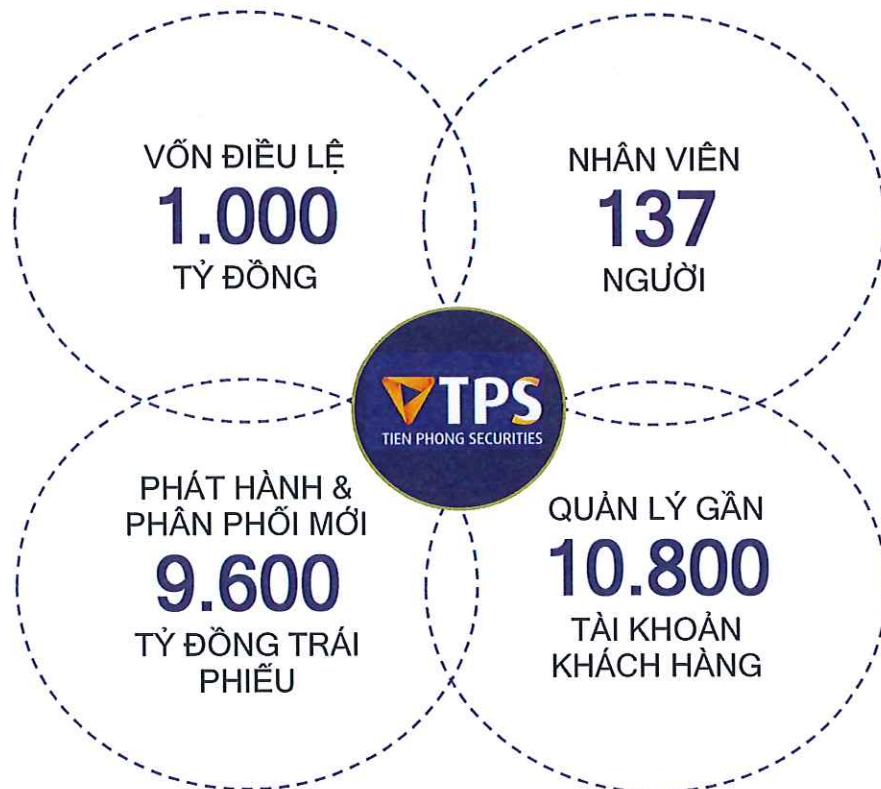 VỐN ĐIỀU LỆ
1.000
TỶ ĐỒNG
NHÂN VIÊN
137
NGƯỜI
TPS
TIEN PHONG SECURITIES
PHÁT HÀNH &
PHÂN PHỐI MỚI
9.600
TỶ ĐỒNG TRÁI
PHIẾU
QUẢN LÝ GẦN
10.800
TÀI KHOẢN
KHÁCH HÀNG